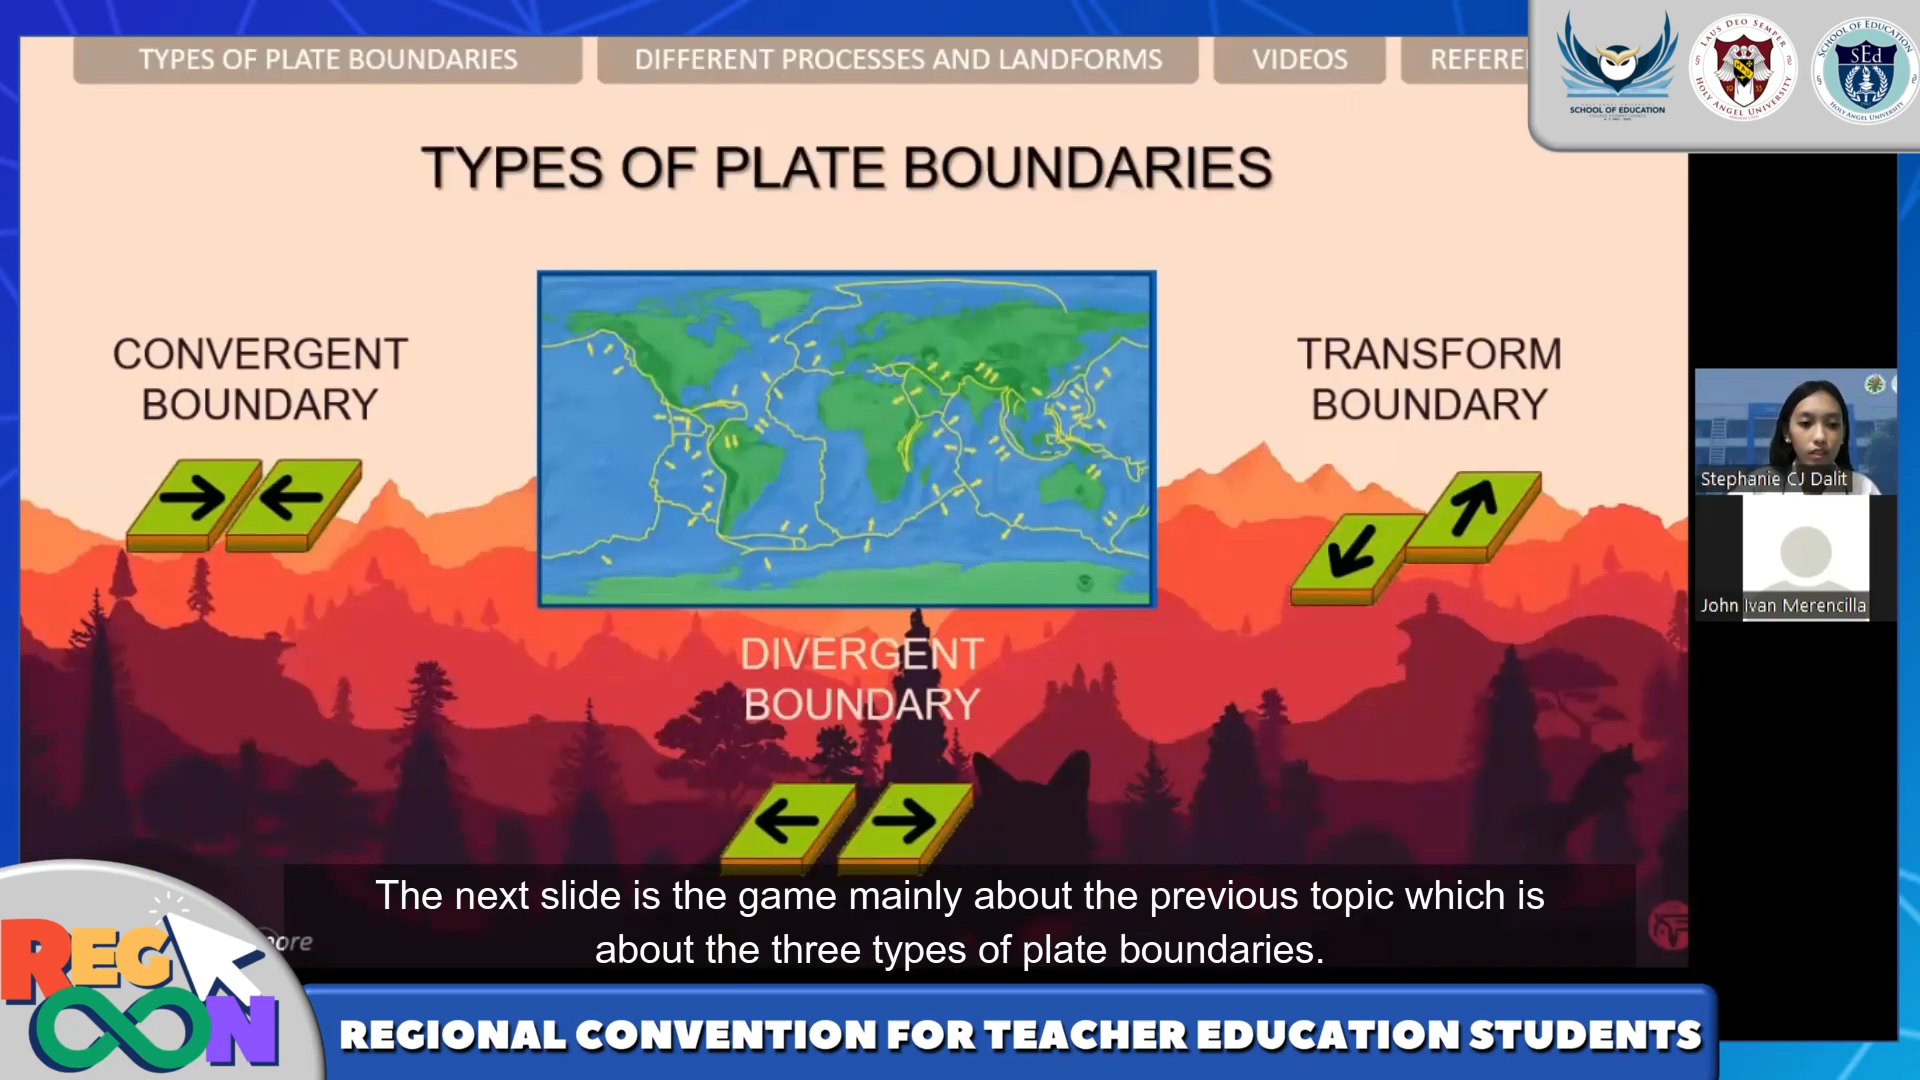 TYPES OF PLATE BOUNDARIES
DIFFERENT PROCESSES AND LANDFORMS
VIDEOS
SCHOOL OF EDUCATION
LAUS DEO SEMPER
HOLY ANGEL UNIVERSITY
1933
SCHOOL OF EDUCATION
sEd
HOLY ANGEL UNIVERSITY
TYPES OF PLATE BOUNDARIES
CONVERGENT
BOUNDARY
TRANSFORM
BOUNDARY
DIVERGENT
BOUNDARY
Stephanie CJ Dalit
John Ivan Merencilla
The next slide is the game mainly about the previous topic which is
about the three types of plate boundaries.
REG
CON
REGIONAL CONVENTION FOR TEACHER EDUCATION STUDENTS